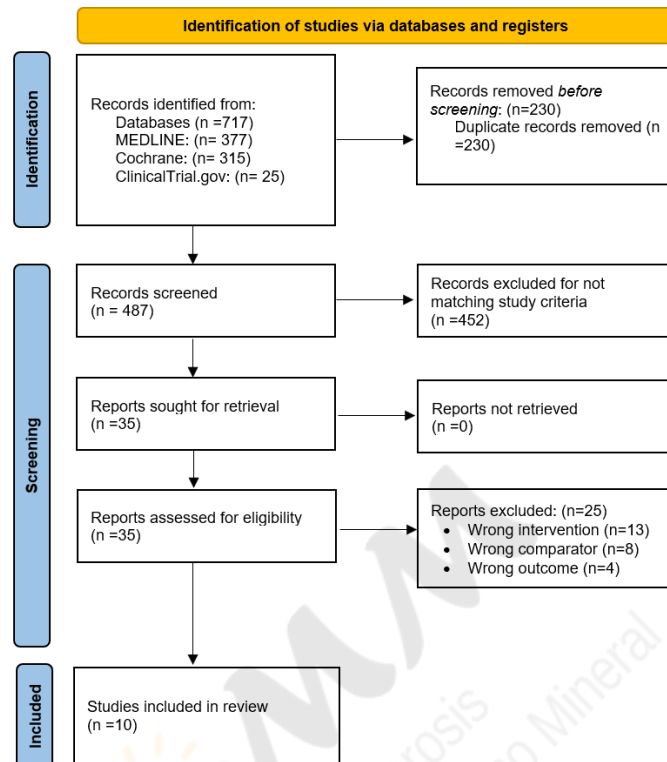 Identification of studies via databases and registers
Identification
Records identified from:
Databases (n =717)
MEDLINE: (n= 377)
Cochrane: (n= 315)
ClinicalTrial.gov: (n= 25)
Records removed before
screening: (n=230)
Duplicate records removed (n
=230)
Screening
Records screened
(n = 487)
Records excluded for not
matching study criteria
(n =452)
Reports sought for retrieval
(n =35)
Reports not retrieved
(n =0)
Reports assessed for eligibility
(n =35)
Reports excluded: (n=25)
• Wrong intervention (n=13)
• Wrong comparator (n=8)
• Wrong outcome (n=4)
Included
Studies included in review
(n =10)
Mineral